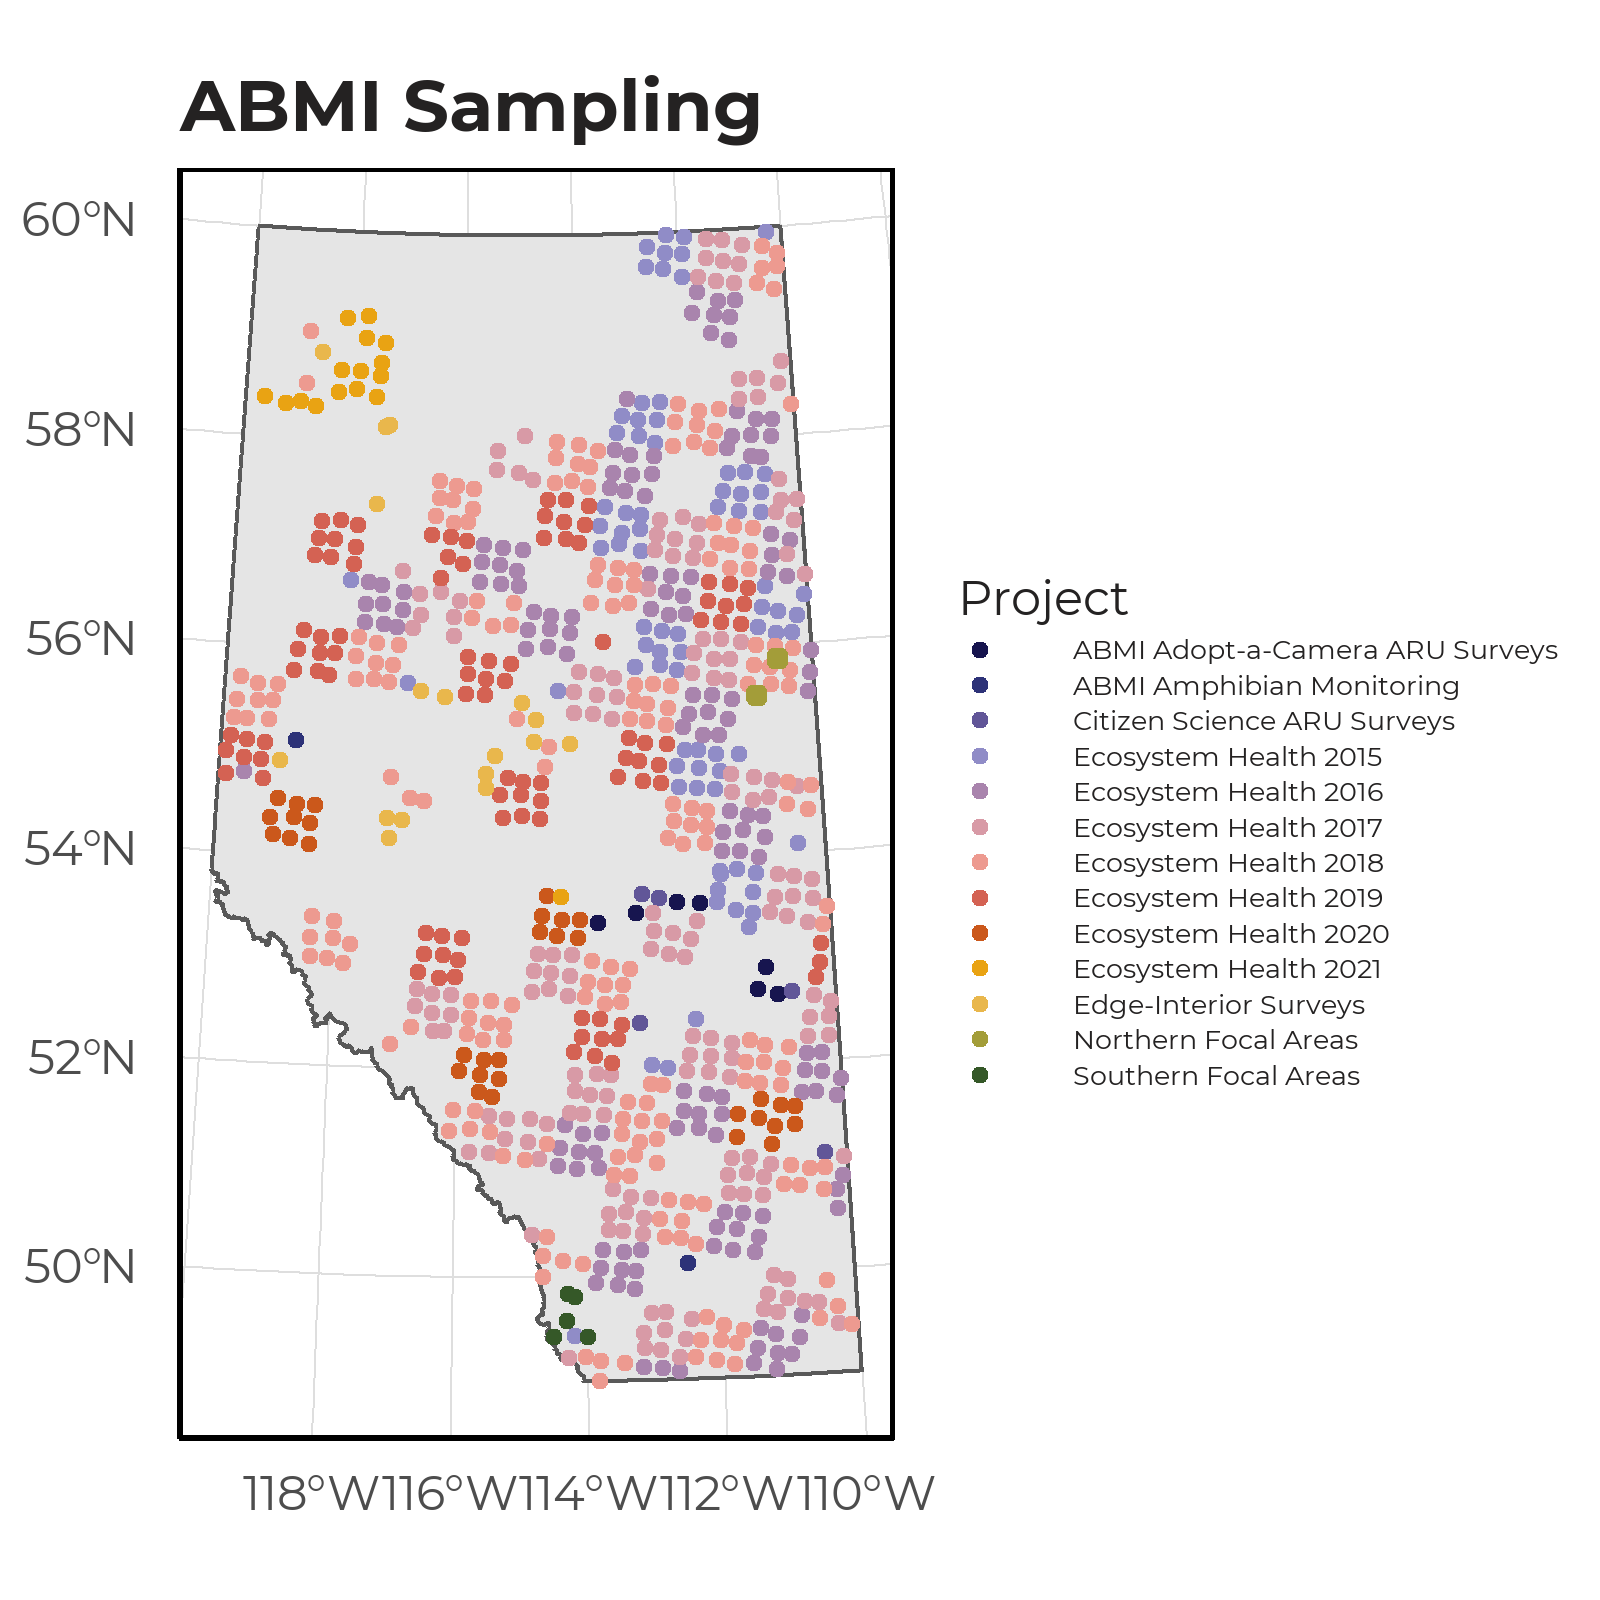 ABMI Sampling
60°N
58°N
56°N
54°N
52°N
50°N
118°W 116°W 114°W 112°W 110°W
Project
ABMI Adopt-a-Camera ARU Surveys
ABMI Amphibian Monitoring
Citizen Science ARU Surveys
Ecosystem Health 2015
Ecosystem Health 2016
Ecosystem Health 2017
Ecosystem Health 2018
Ecosystem Health 2019
Ecosystem Health 2020
Ecosystem Health 2021
Edge-Interior Surveys
Northern Focal Areas
Southern Focal Areas